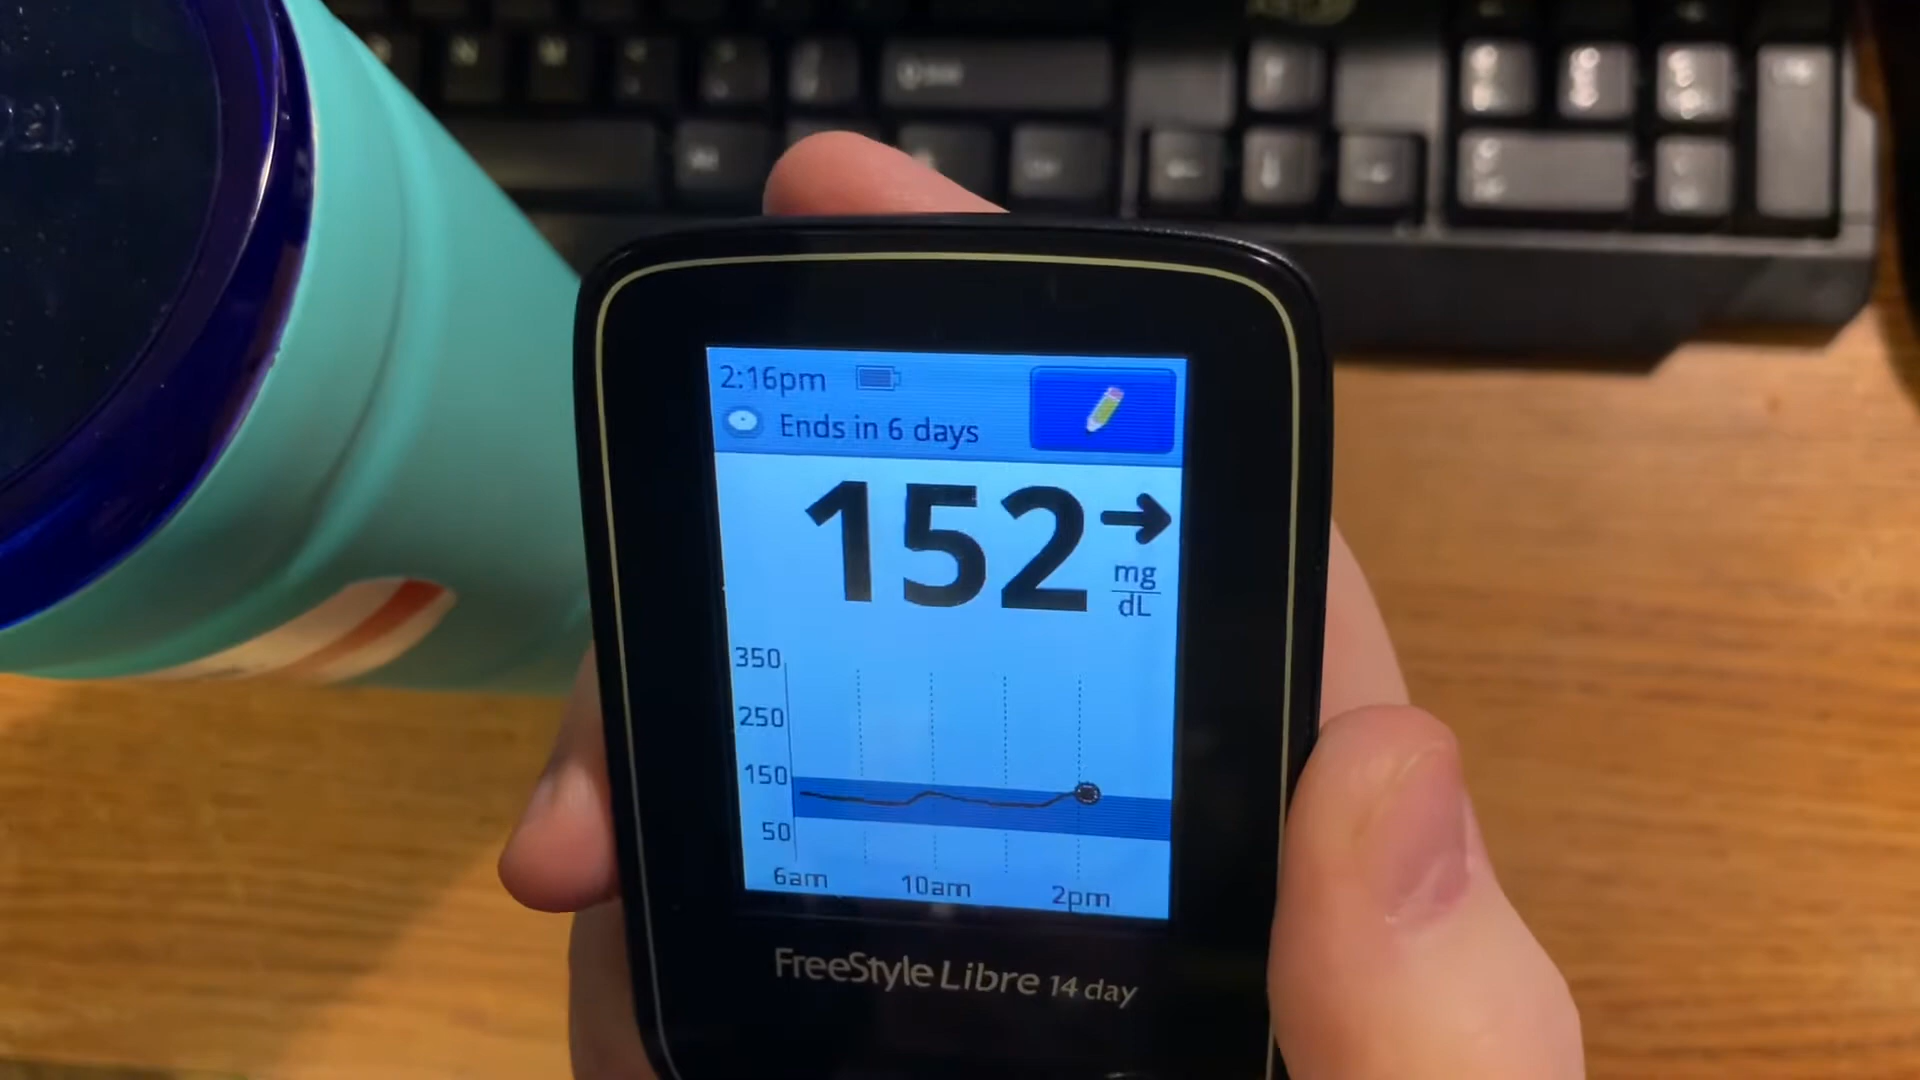 2:16pm
Ends in 6 days
152
mg
dL
350
250
150
50
6am 10am 2pm
FreeStyle Libre 14 day